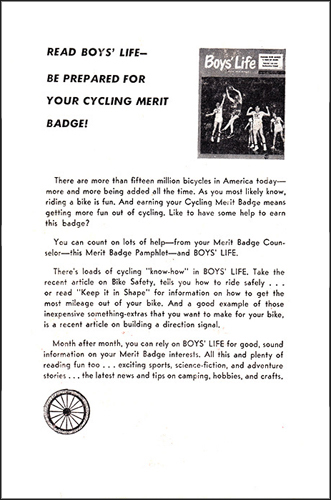 READ BOYS' LIFE—
BE PREPARED FOR
YOUR CYCLING MERIT
BADGE!
Boys' Life
There are more than fifteen million bicycles in America today—
more and more being added all the time. As you most likely know,
riding a bike is fun. And earning your Cycling Merit Badge means
getting more fun out of cycling. Like to have some help to earn
this badge?
You can count on lots of help—from your Merit Badge Coun-
selor—this Merit Badge Pamphlet—and BOYS' LIFE.
There's loads of cycling "know-how" in BOYS' LIFE. Take the
recent article on Bike Safety, tells you how to ride safely . . .
or read "Keep it in Shape" for information on how to get the
most mileage out of your bike. And a good example of those
inexpensive something-extras that you want to make for your bike,
is a recent article on building a direction signal.
Month after month, you can rely on BOYS' LIFE for good, sound
information on your Merit Badge interests. All this and plenty of
reading fun too . . . exciting sports, science-fiction, and adventure
stories . . . the latest news and tips on camping, hobbies, and crafts.